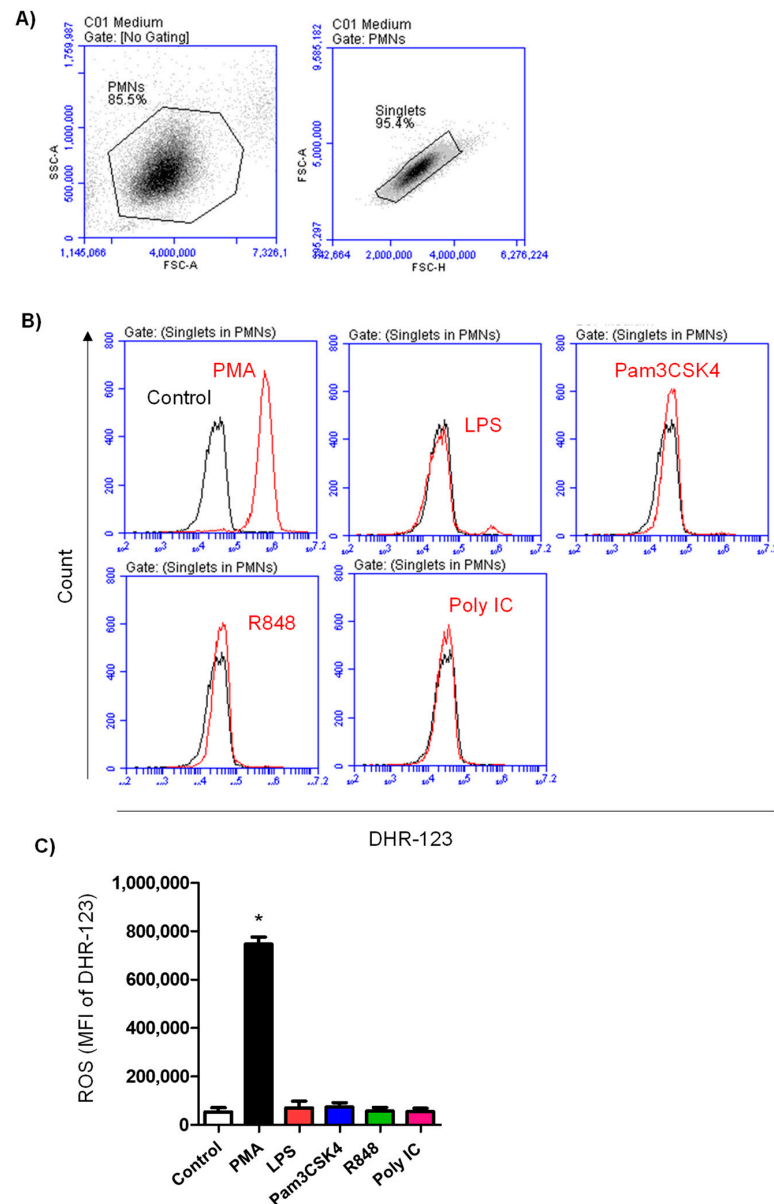 A)
C01 Medium
Gate: [No Gating]
1,759,987
1,000,000
500,000
0
SSC-A
PMNs
85.5%
1,145,066
4,000,000
7,326,1
FSC-A
C01 Medium
Gate: PMNs
9,585,182
5,000,000
FSC-A
Singlets
95.4%
2,000,000
4,000,000
6,276,224
FSC-H
B)
Count
Gate: (Singlets in PMNs)
800
600
400
200
0
Control
PMA
Gate: (Singlets in PMNs)
800
600
400
200
0
LPS
Gate: (Singlets in PMNs)
800
600
400
200
0
Pam3CSK4
Gate: (Singlets in PMNs)
800
600
400
200
0
R848
Gate: (Singlets in PMNs)
800
600
400
200
0
Poly IC
DHR-123
C)
ROS (MFI of DHR-123)
1,000,000
800,000
600,000
400,000
200,000
0
*
Control
PMA
LPS
Pam3CSK4
R848
Poly IC